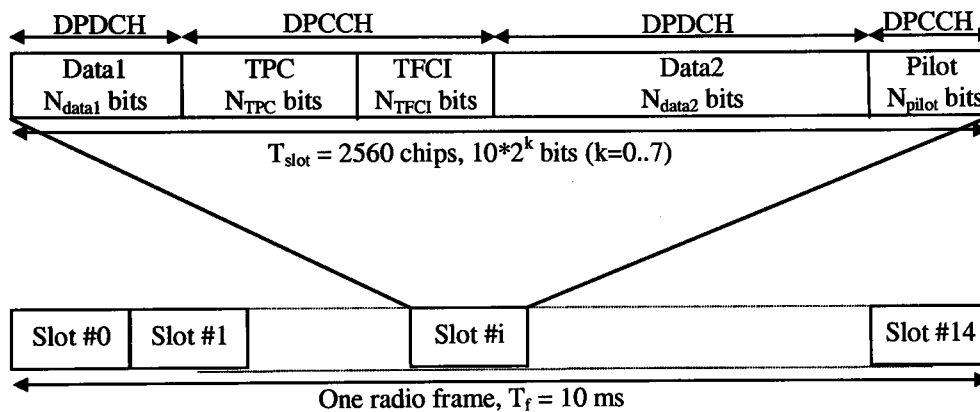 DPDCH DPCCH DPDCH DPCCH
Data1 TPC TFCI Data2 Pilot
N_data1 bits N_TPC bits N_TFCI bits N_data2 bits N_pilot bits
T_slot = 2560 chips, 10*2^k bits (k=0..7)
Slot #0 Slot #1 Slot #i Slot #14
One radio frame, T_f = 10 ms